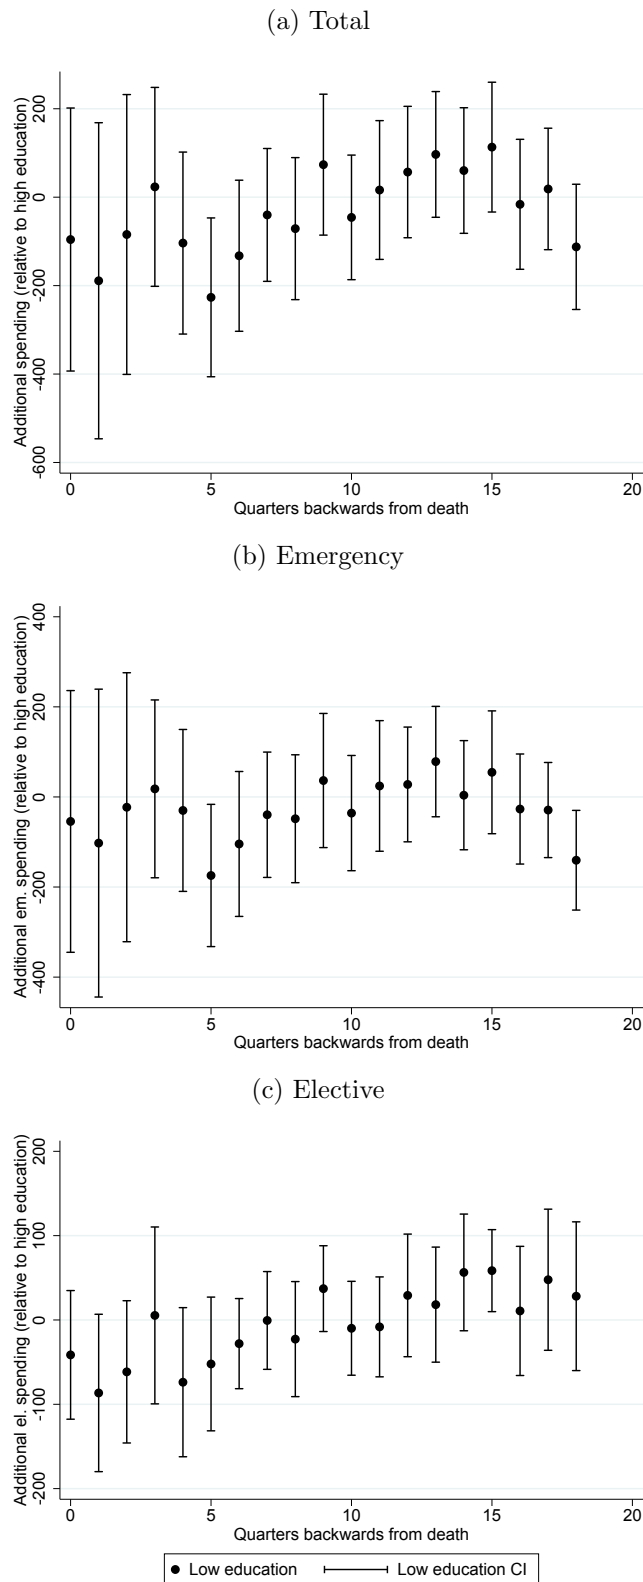 (a) Total
Additional spending (relative to high education)
200
0
-200
-400
-600
0 5 10 15 20
Quarters backwards from death
(b) Emergency
Additional em. spending (relative to high education)
400
200
0
-200
-400
0 5 10 15 20
Quarters backwards from death
(c) Elective
Additional el. spending (relative to high education)
200
100
0
-100
-200
0 5 10 15 20
Quarters backwards from death
Low education Low education CI